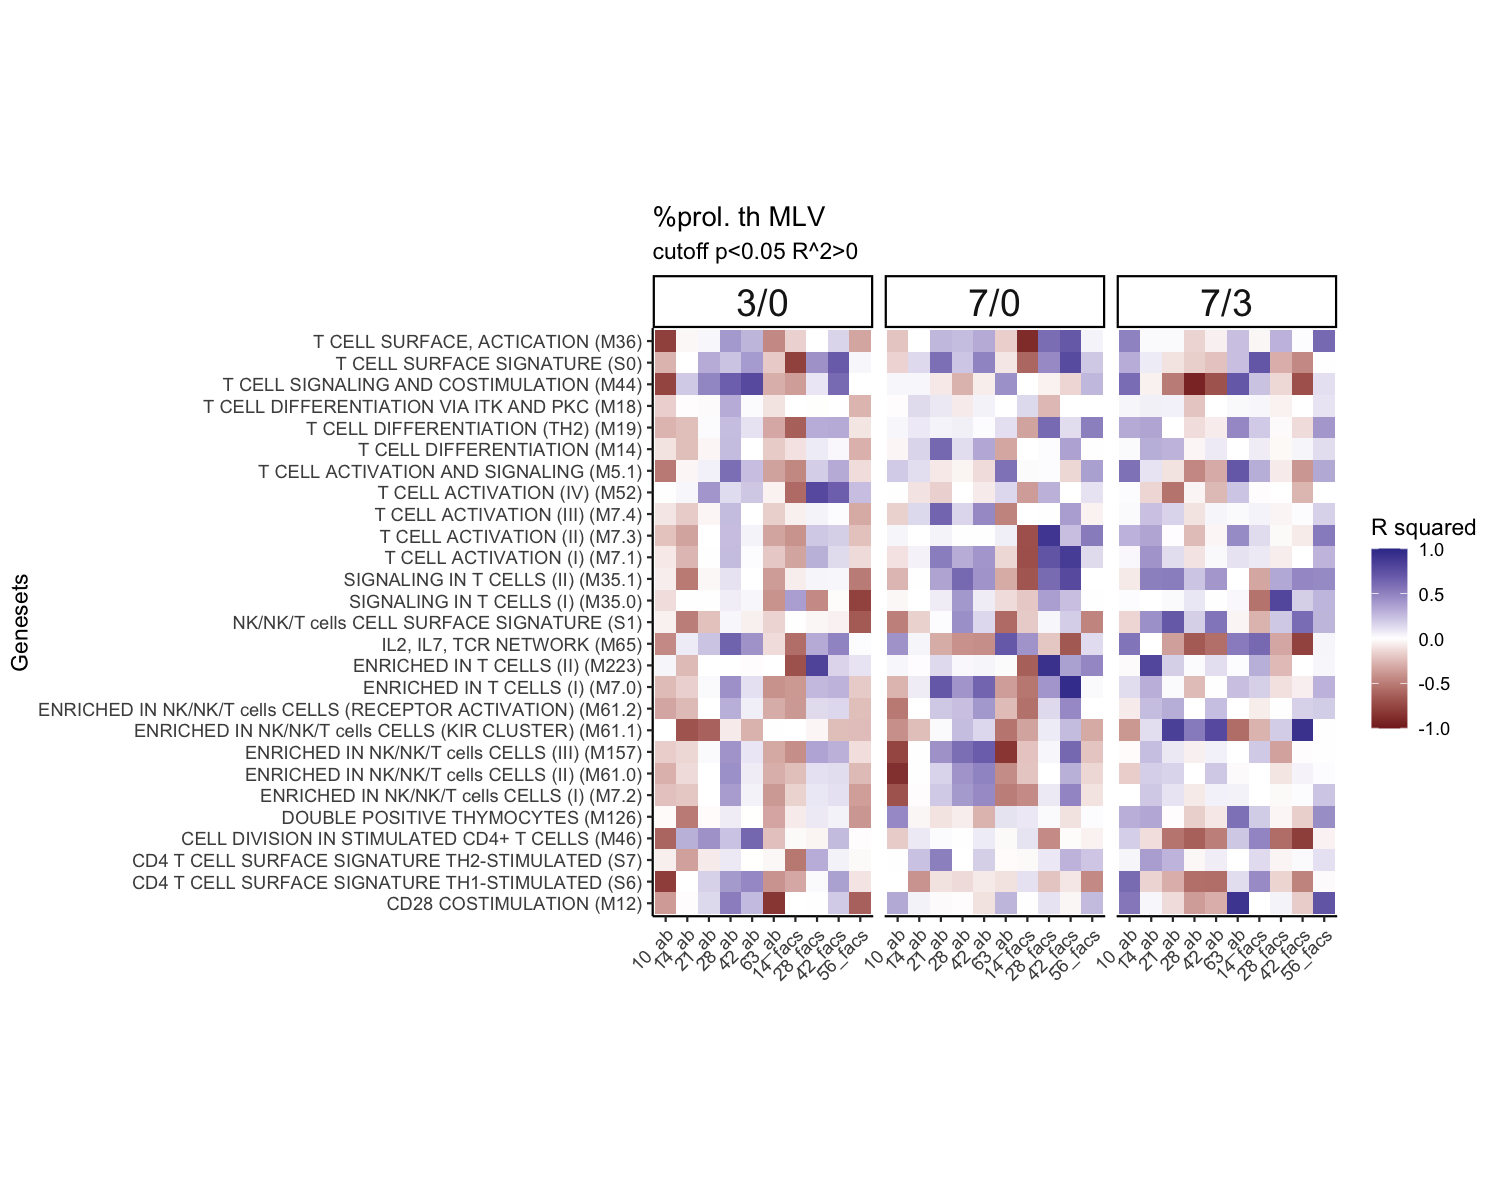 %prol. th MLV
cutoff p<0.05 R^2>0
3/0
7/0
7/3
T CELL SURFACE, ACTICATION (M36)
T CELL SURFACE SIGNATURE (S0)
T CELL SIGNALING AND COSTIMULATION (M44)
T CELL DIFFERENTIATION VIA ITK AND PKC (M18)
T CELL DIFFERENTIATION (TH2) (M19)
T CELL DIFFERENTIATION (M14)
T CELL ACTIVATION AND SIGNALING (M5.1)
T CELL ACTIVATION (IV) (M52)
T CELL ACTIVATION (III) (M7.4)
T CELL ACTIVATION (II) (M7.3)
T CELL ACTIVATION (I) (M7.1)
SIGNALING IN T CELLS (II) (M35.1)
SIGNALING IN T CELLS (I) (M35.0)
NK/NK/T cells CELL SURFACE SIGNATURE (S1)
IL2, IL7, TCR NETWORK (M65)
ENRICHED IN T CELLS (II) (M223)
ENRICHED IN T CELLS (I) (M7.0)
ENRICHED IN NK/NK/T cells CELLS (RECEPTOR ACTIVATION) (M61.2)
ENRICHED IN NK/NK/T cells CELLS (KIR CLUSTER) (M61.1)
ENRICHED IN NK/NK/T cells CELLS (III) (M157)
ENRICHED IN NK/NK/T cells CELLS (II) (M61.0)
ENRICHED IN NK/NK/T cells CELLS (I) (M7.2)
DOUBLE POSITIVE THYMOCYTES (M126)
CELL DIVISION IN STIMULATED CD4+ T CELLS (M46)
CD4 T CELL SURFACE SIGNATURE TH2-STIMULATED (S7)
CD4 T CELL SURFACE SIGNATURE TH1-STIMULATED (S6)
CD28 COSTIMULATION (M12)
Genesets
10_ab
14_ab
21_ab
28_ab
42_ab
63_ab
14_facs
28_facs
42_facs
56_facs
10_ab
14_ab
21_ab
28_ab
42_ab
63_ab
14_facs
28_facs
42_facs
56_facs
10_ab
14_ab
21_ab
28_ab
42_ab
63_ab
14_facs
28_facs
42_facs
56_facs
R squared
1.0
0.5
0.0
-0.5
-1.0